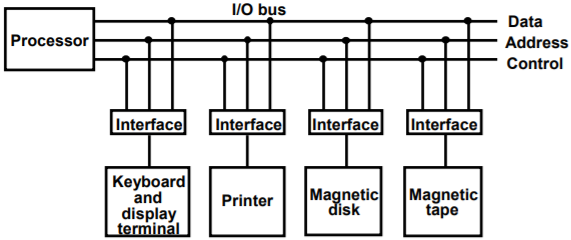 I/O bus
Processor
Data
Address
Control
Interface
Interface
Interface
Interface
Keyboard
and
display
terminal
Printer
Magnetic
disk
Magnetic
tape